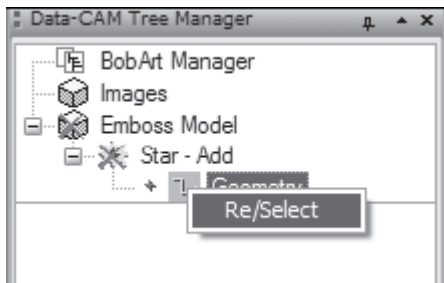 Data-CAM Tree Manager
BobArt Manager
Images
Emboss Model
Star - Add
Geometry
Re/Select